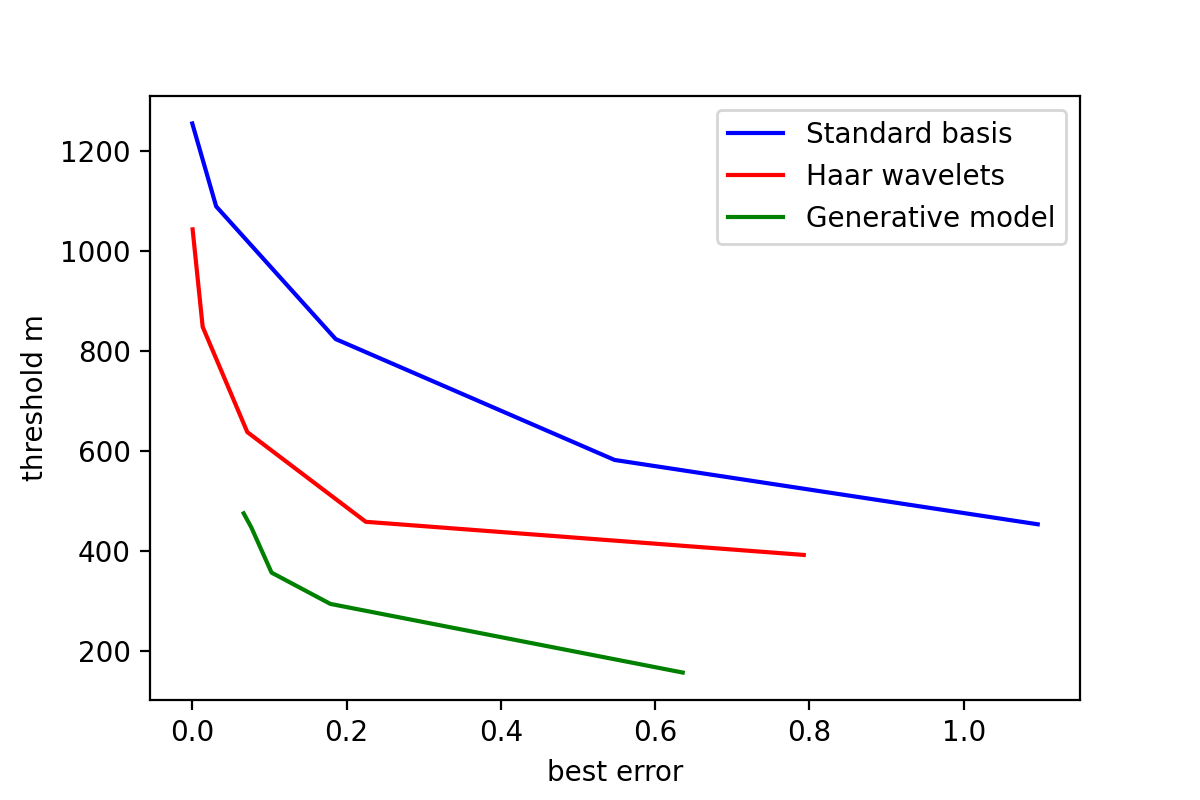 Standard basis
Haar wavelets
Generative model
threshold m
1200
1000
800
600
400
200
0.0 0.2 0.4 0.6 0.8 1.0
best error